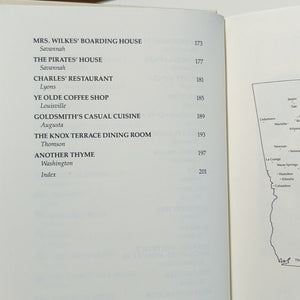 MRS. WILKES' BOARDING HOUSE 173
Savannah
THE PIRATES' HOUSE 177
Savannah
CHARLES' RESTAURANT 181
Lyons
YE OLDE COFFEE SHOP 185
Louisville
GOLDSMITH'S CASUAL CUISINE 189
Augusta
THE KNOX TERRACE DINING ROOM 193
Thomson
ANOTHER THYME 197
Washington
Index 201